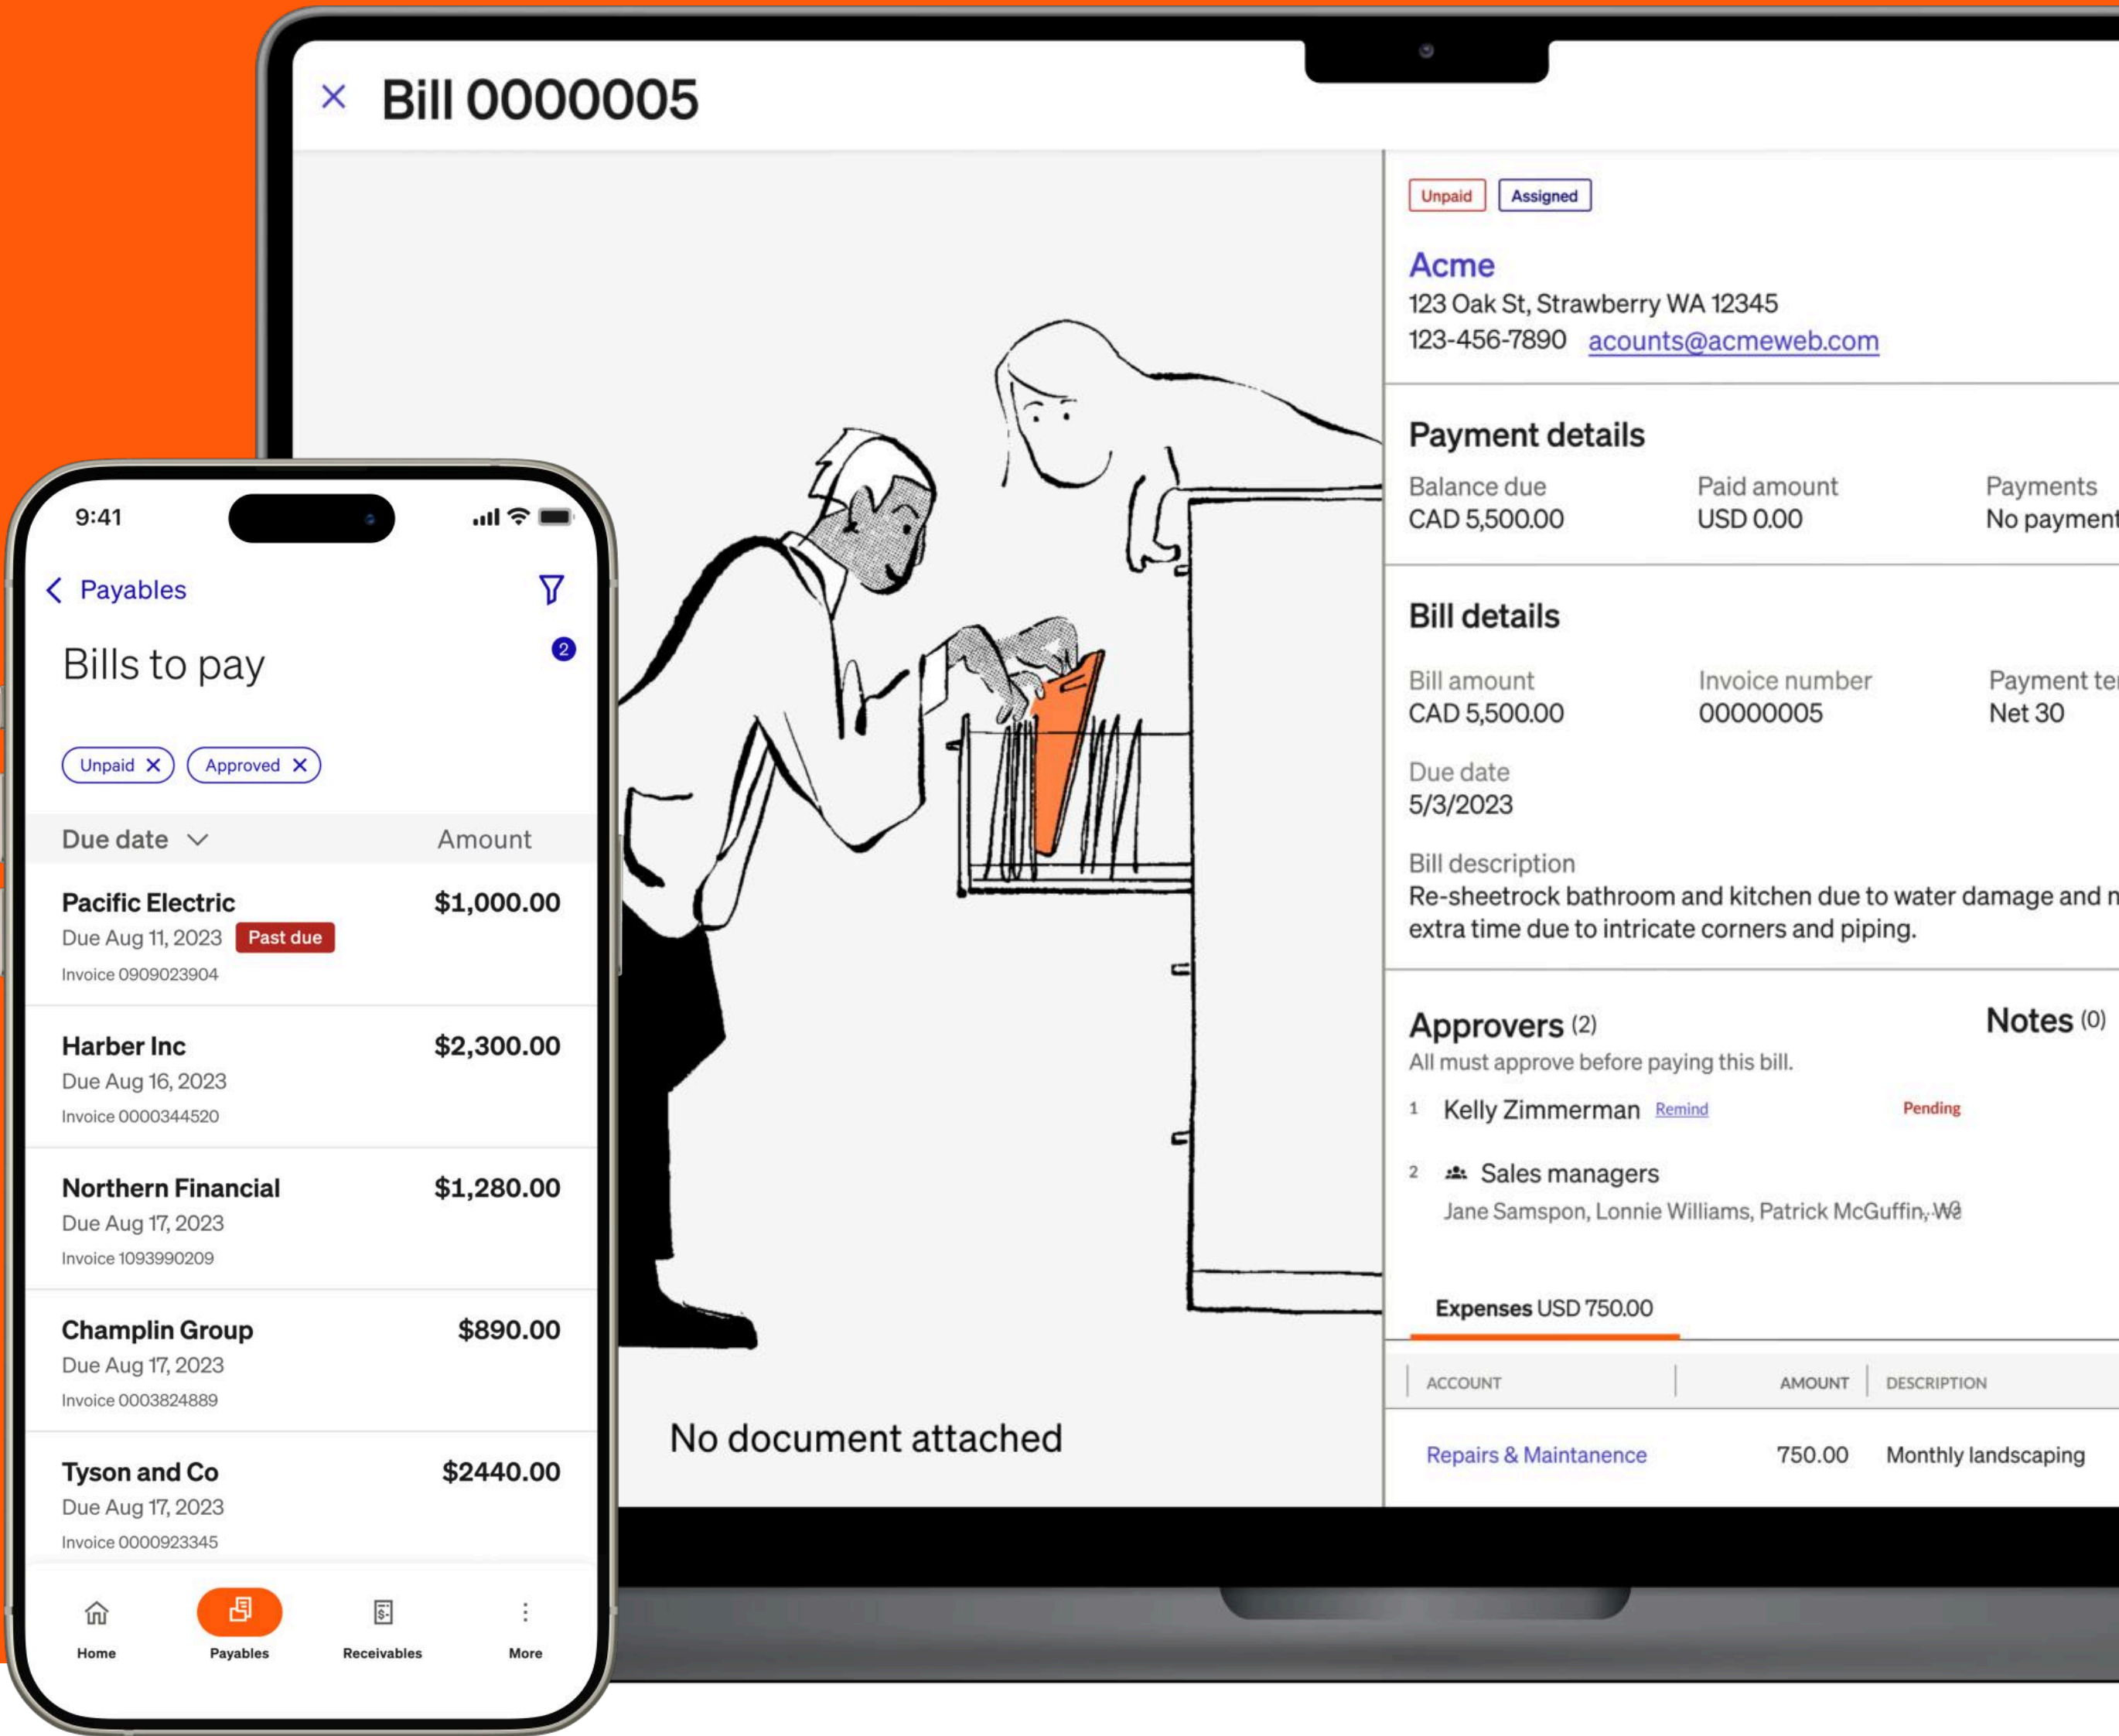 Bill 0000005
Unpaid Assigned
Acme
123 Oak St, Strawberry WA 12345
123-456-7890 acounts@acmeweb.com
Payment details
Balance due Paid amount Payments
CAD 5,500.00 USD 0.00 No payment
Bill details
Bill amount Invoice number Payment
CAD 5,500.00 00000005 Net 30
Due date
5/3/2023
Bill description
Re-sheetrock bathroom and kitchen due to water damage and
extra time due to intricate corners and piping.
Approvers (2) Notes (0)
All must approve before paying this bill.
1 Kelly Zimmerman Remind Pending
2 Sales managers
Jane Samspon, Lonnie Williams, Patrick McGuffin,
Expenses USD 750.00
ACCOUNT AMOUNT DESCRIPTION
Repairs & Maintanence 750.00 Monthly landscaping
No document attached
9:41
Payables
Bills to pay 2
Unpaid Approved
Due date Amount
Pacific Electric $1,000.00
Due Aug 11, 2023 Past due
Invoice 0909023904
Harber Inc $2,300.00
Due Aug 16, 2023
Invoice 0000344520
Northern Financial $1,280.00
Due Aug 17, 2023
Invoice 1093990209
Champlin Group $890.00
Due Aug 17, 2023
Invoice 0003824889
Tyson and Co $2440.00
Due Aug 17, 2023
Invoice 0000923345
Home Payables Receivables More